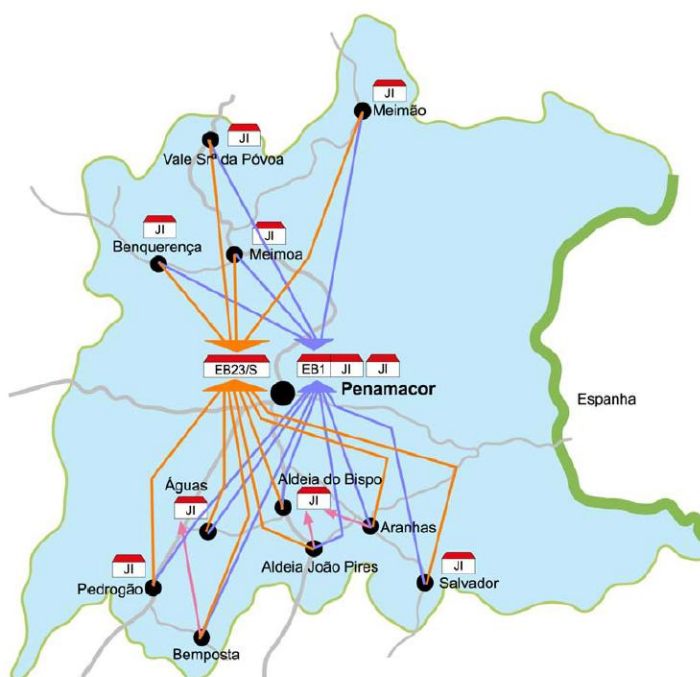 JI
Meimão
JI
Vale Srª da Póvoa
JI
Benquerença
JI
Meimoa
EB23/S
EB1 JI JI
Penamacor
Espanha
Águas
JI
Aldeia do Bispo
JI
Aranhas
Aldeia João Pires
JI
Pedrogão
JI
Salvador
Bemposta